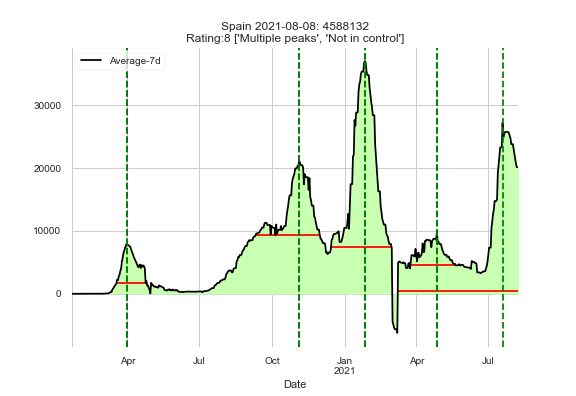 Spain 2021-08-08: 4588132
Rating:8 ['Multiple peaks', 'Not in control']
Average-7d
30000
20000
10000
0
Apr Jul Oct Jan Apr Jul
2021
Date